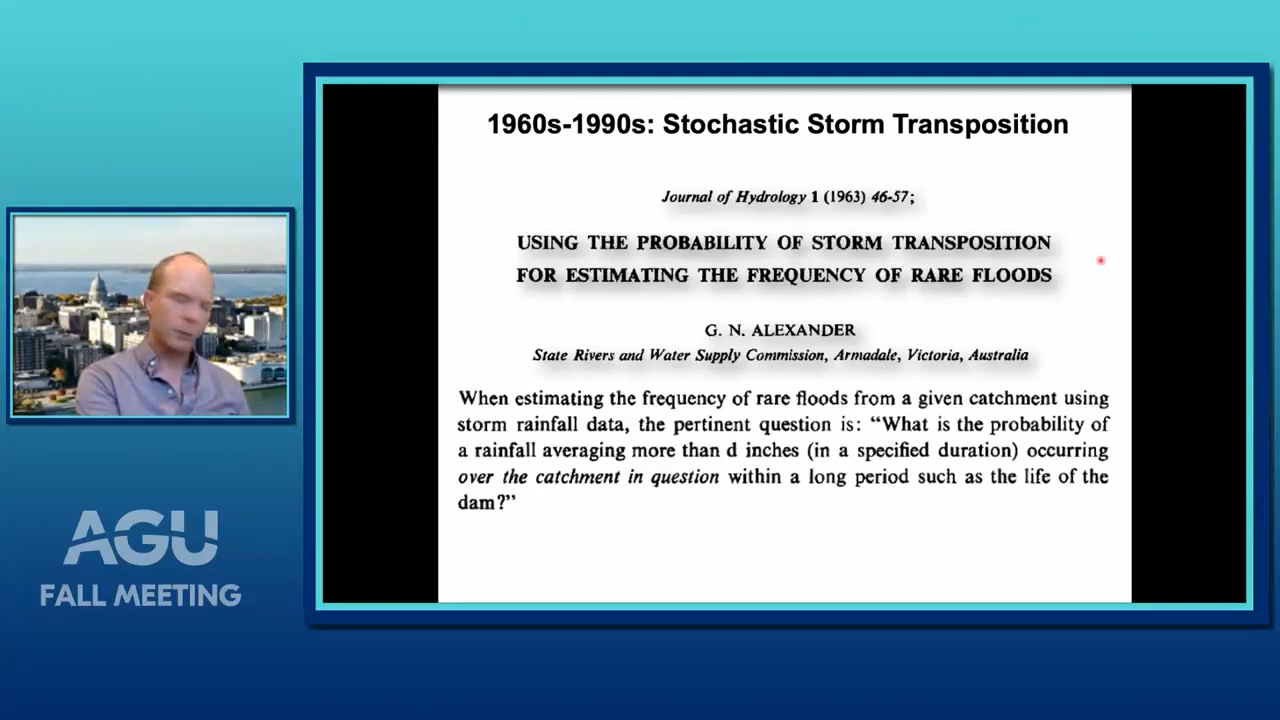 1960s-1990s: Stochastic Storm Transposition
Journal of Hydrology 1 (1963) 46-57;
USING THE PROBABILITY OF STORM TRANSPOSITION
FOR ESTIMATING THE FREQUENCY OF RARE FLOODS
G. N. ALEXANDER
State Rivers and Water Supply Commission, Armadale, Victoria, Australia
When estimating the frequency of rare floods from a given catchment using
storm rainfall data, the pertinent question is: “What is the probability of
a rainfall averaging more than d inches (in a specified duration) occurring
over the catchment in question within a long period such as the life of the
dam?”
AGU
FALL MEETING